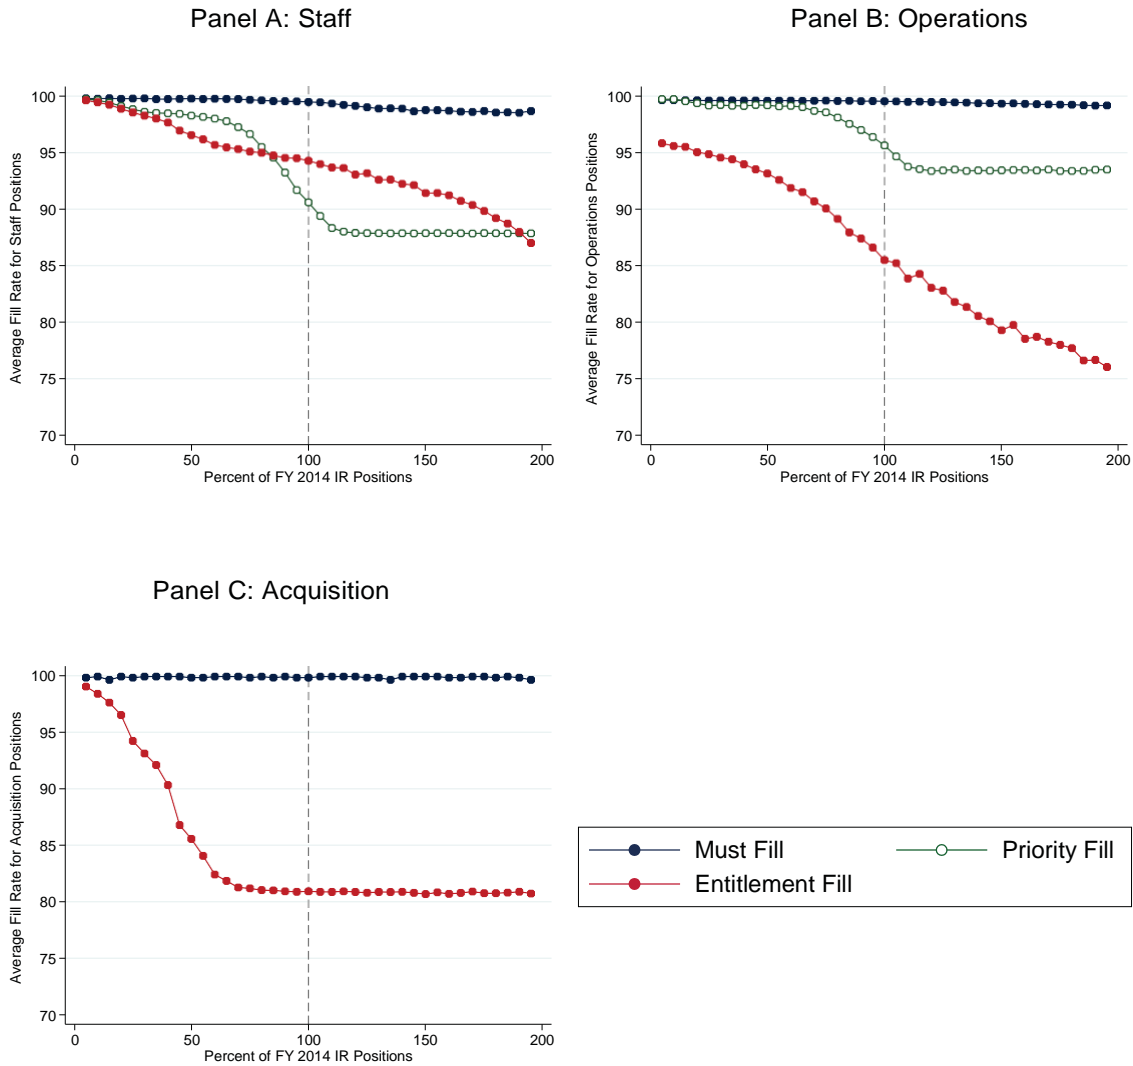 Panel A: Staff
Average Fill Rate for Staff Positions
100
95
90
85
80
75
70
0 50 100 150 200
Percent of FY 2014 IR Positions
Panel B: Operations
Average Fill Rate for Operations Positions
100
95
90
85
80
75
70
0 50 100 150 200
Percent of FY 2014 IR Positions
Panel C: Acquisition
Average Fill Rate for Acquisition Positions
100
95
90
85
80
75
70
0 50 100 150 200
Percent of FY 2014 IR Positions
Must Fill Priority Fill
Entitlement Fill